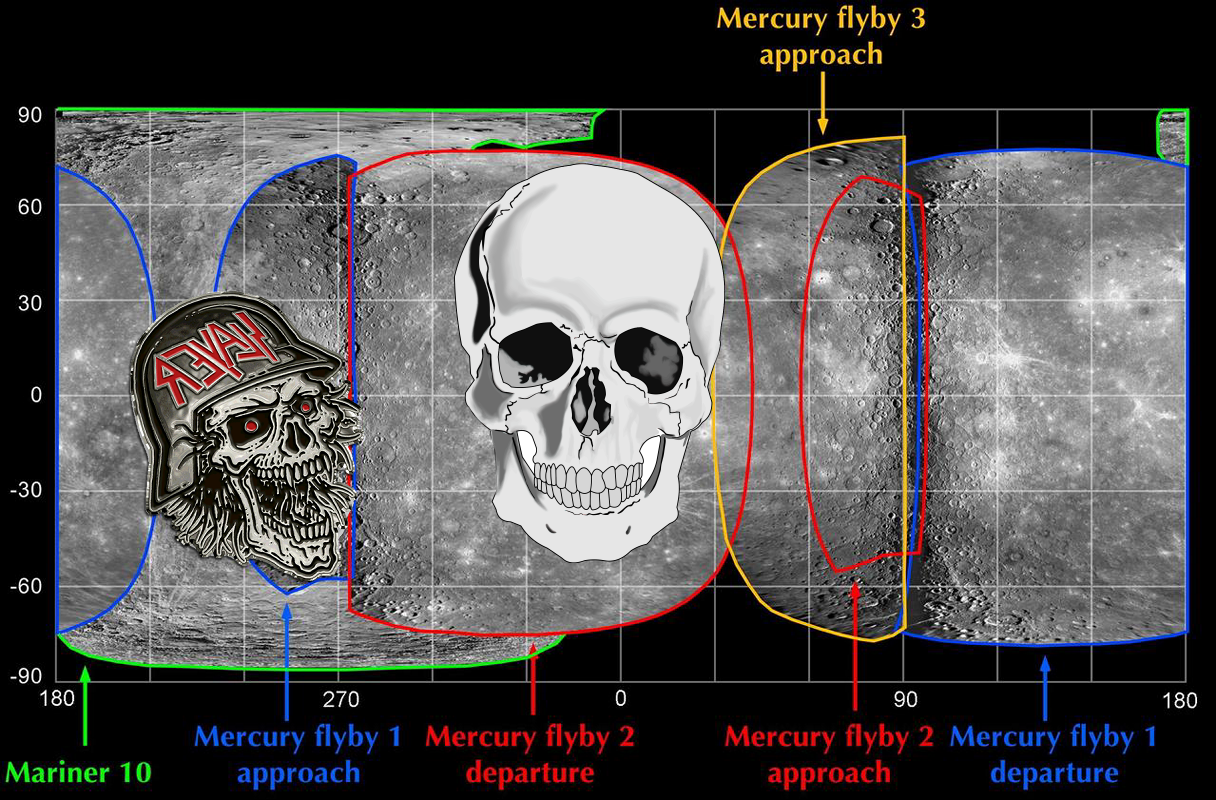 Mercury flyby 3
approach
90
60
30
0
-30
-60
-90
180
270
0
90
180
Mercury flyby 1
approach
Mercury flyby 2
departure
Mercury flyby 2
approach
Mercury flyby 1
departure
Mariner 10